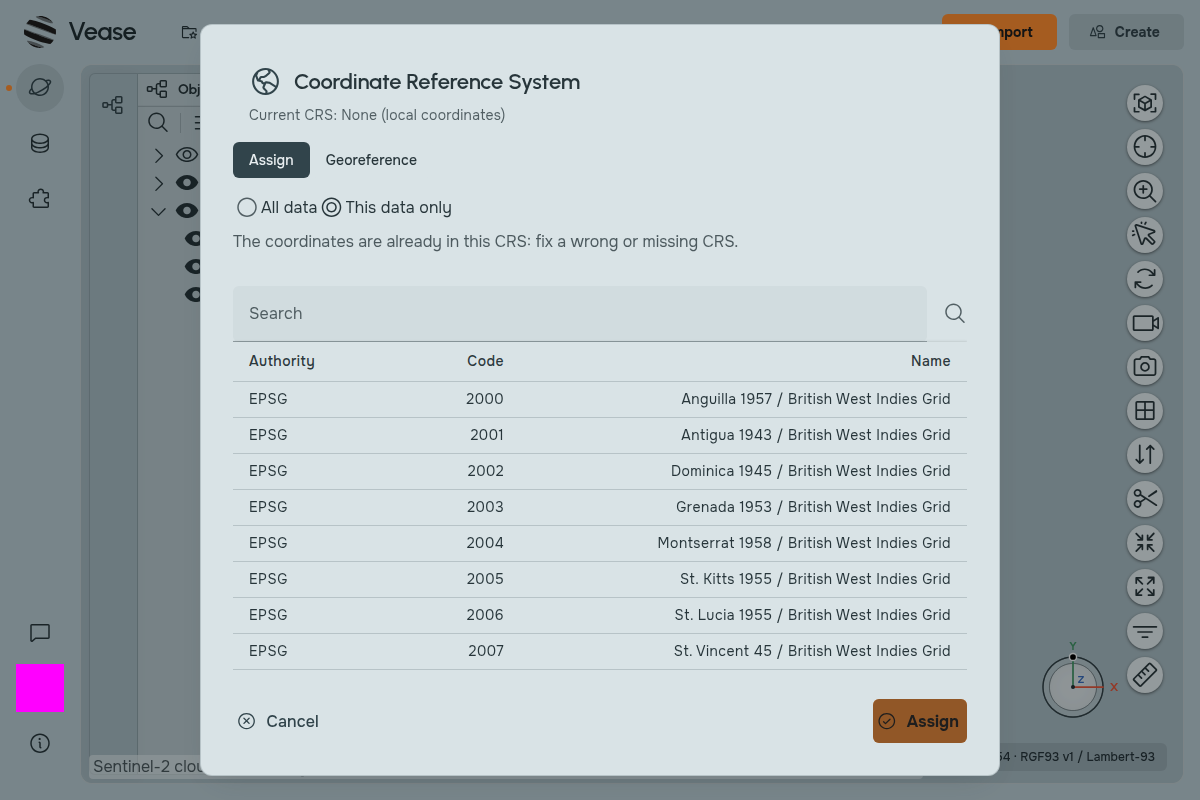 Vease
Create
Coordinate Reference System
Current CRS: None (local coordinates)
Assign
Georeference
All data
This data only
The coordinates are already in this CRS: fix a wrong or missing CRS.
Search
Authority Code Name
EPSG 2000 Anguilla 1957 / British West Indies Grid
EPSG 2001 Antigua 1943 / British West Indies Grid
EPSG 2002 Dominica 1945 / British West Indies Grid
EPSG 2003 Grenada 1953 / British West Indies Grid
EPSG 2004 Montserrat 1958 / British West Indies Grid
EPSG 2005 St. Kitts 1955 / British West Indies Grid
EPSG 2006 St. Lucia 1955 / British West Indies Grid
EPSG 2007 St. Vincent 45 / British West Indies Grid
Cancel
Assign
Y
Z
X
Sentinel-2
· RGF93 v1 / Lambert-93